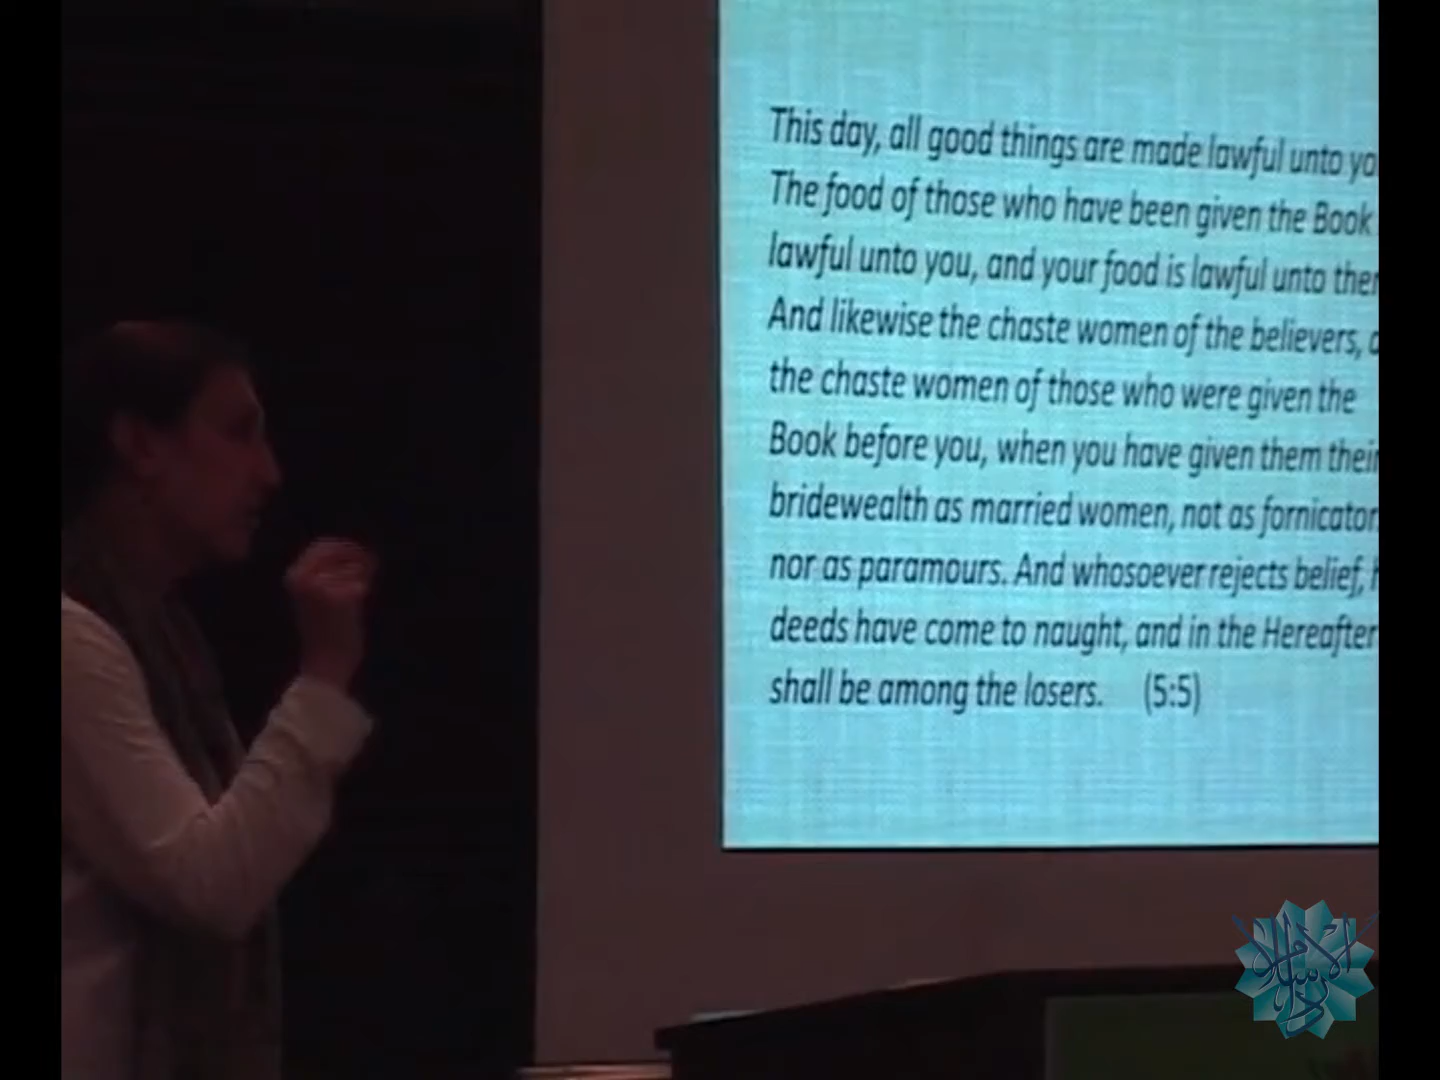 This day, all good things are made lawful unto yo
The food of those who have been given the Book
lawful unto you, and your food is lawful unto ther
And likewise the chaste women of the believers,
the chaste women of those who were given the
Book before you, when you have given them their
bridewealth as married women, not as fornicator
nor as paramours. And whosoever rejects belief,
deeds have come to naught, and in the Hereafter
shall be among the losers. (5:5)